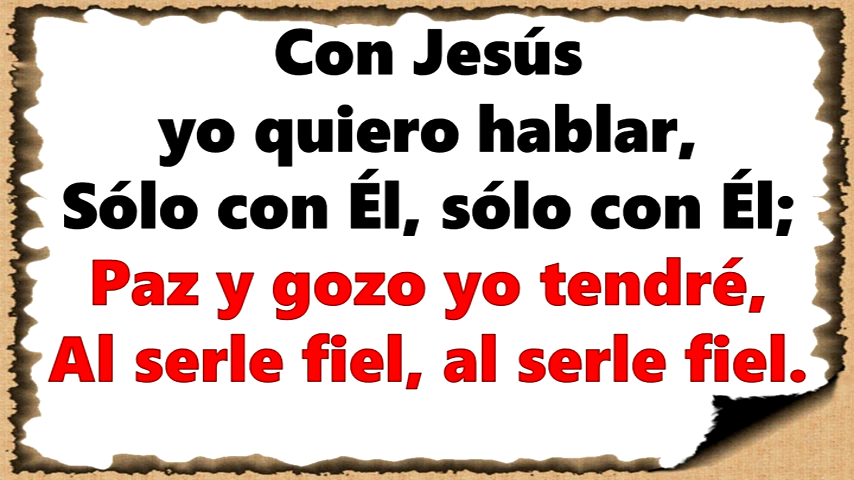 Con Jesús
yo quiero hablar,
Sólo con Él, sólo con Él;
Paz y gozo yo tendré,
Al serle fiel, al serle fiel.